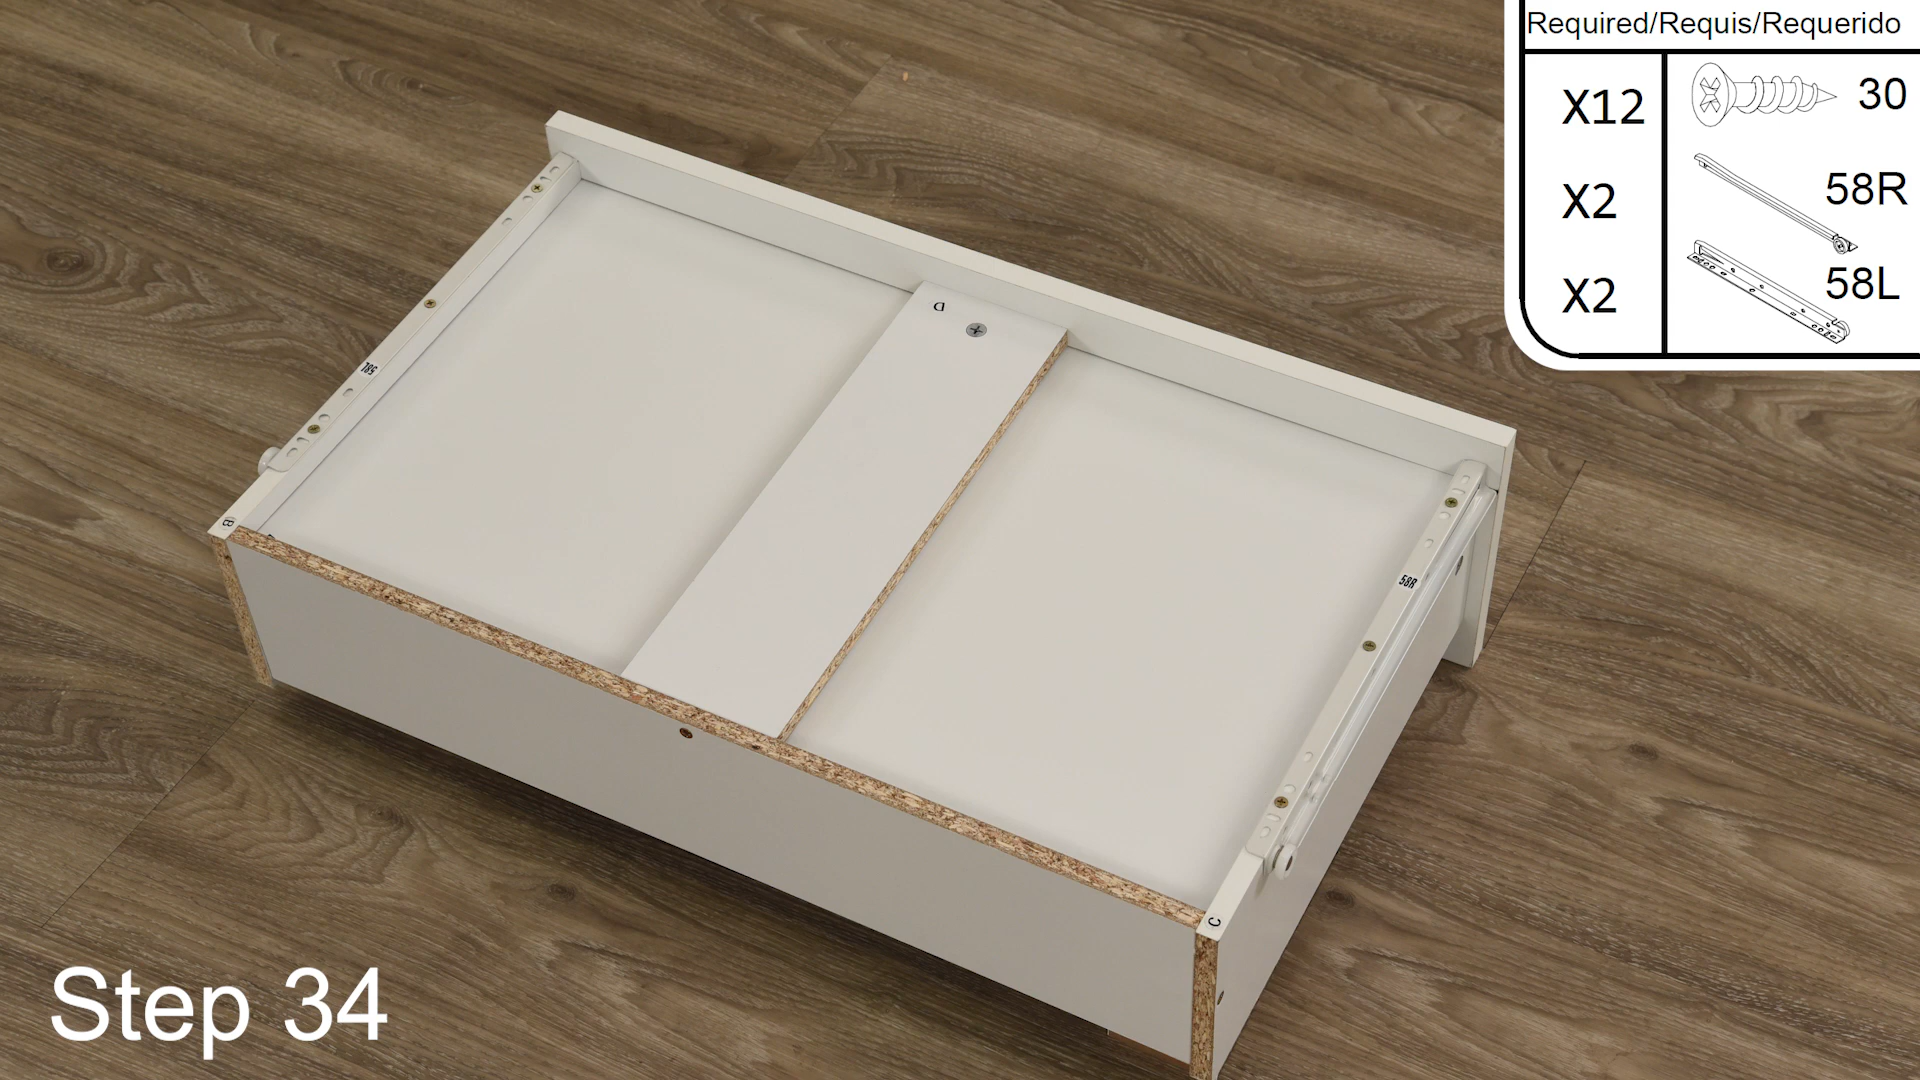 Required/Requis/Requerido
X12 30
X2 58R
X2 58L
D
58L
58R
B
C
Step 34